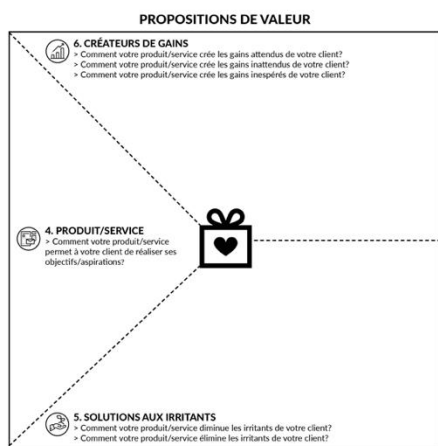 PROPOSITIONS DE VALEUR
6. CRÉATEURS DE GAINS
> Comment votre produit/service crée les gains attendus de votre client?
> Comment votre produit/service crée les gains inattendus de votre client?
> Comment votre produit/service crée les gains inespérés de votre client?
4. PRODUIT/SERVICE
> Comment votre produit/service
permet à votre client de réaliser ses
objectifs/aspirations?
5. SOLUTIONS AUX IRRITANTS
> Comment votre produit/service diminue les irritants de votre client?
> Comment votre produit/service élimine les irritants de votre client?